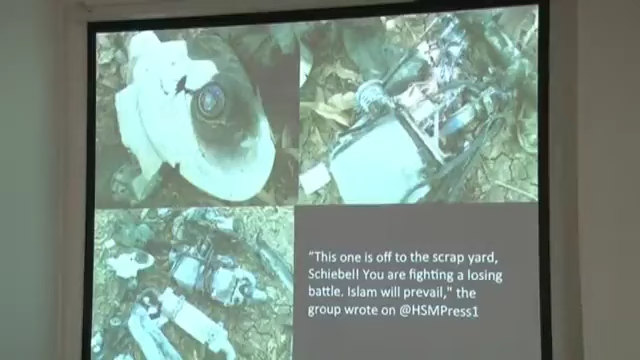 “This one is off to the scrap yard,
Schiebel! You are fighting a losing
battle. Islam will prevail," the
group wrote on @HSMPress1